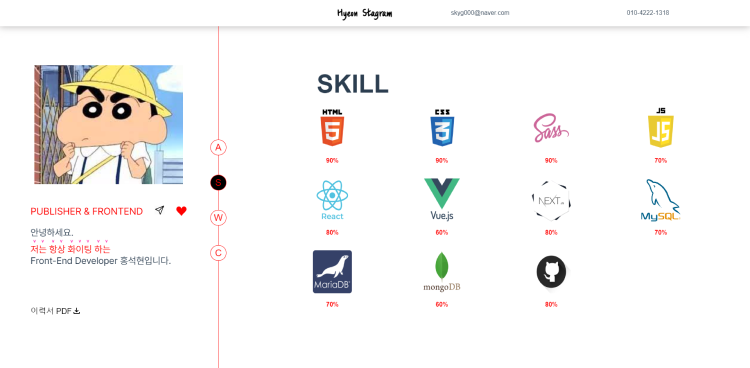 Hyeon Stagram
skyg000@naver.com
010-4222-1316
SKILL
HTML
5
90%
CSS
3
90%
Sass
90%
JS
5
70%
A
S
W
C
React
80%
Vue.js
60%
NEXT.JS
80%
MySQL
70%
PUBLISHER & FRONTEND
안녕하세요.
저는 항상 화이팅 하는
Front-End Developer 홍석현입니다.
MariaDB
70%
mongoDB
60%
80%
이력서 PDF